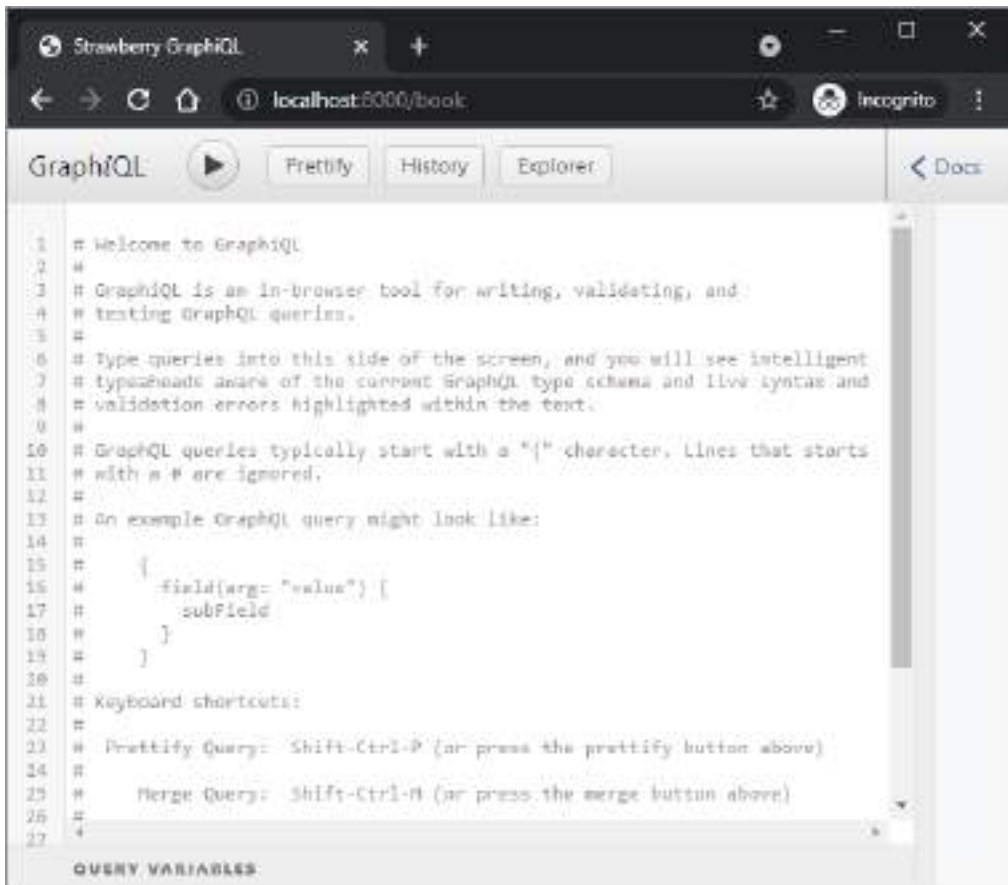 Strawberry GraphiQL
localhost:8000/book
Incognito
GraphiQL
Prettify
History
Explorer
Docs
1 # Welcome to GraphiQL
2 #
3 # GraphiQL is an in-browser tool for writing, validating, and
4 # testing GraphQL queries.
5 #
6 # Type queries into this side of the screen, and you will see intelligent
7 # typeaheads aware of the current GraphQL type schema and live syntax and
8 # validation errors highlighted within the text.
9 #
10 # GraphQL queries typically start with a "{" character. Lines that starts
11 # with a # are ignored.
12 #
13 # An example GraphQL query might look like:
14 #
15 # {
16 # field(arg: "value") {
17 # subField
18 # }
19 # }
20 #
21 # Keyboard shortcuts:
22 #
23 # Prettify Query: Shift-Ctrl-P (or press the prettify button above)
24 #
25 # Merge Query: Shift-Ctrl-M (or press the merge button above)
26 #
27
QUERY VARIABLES